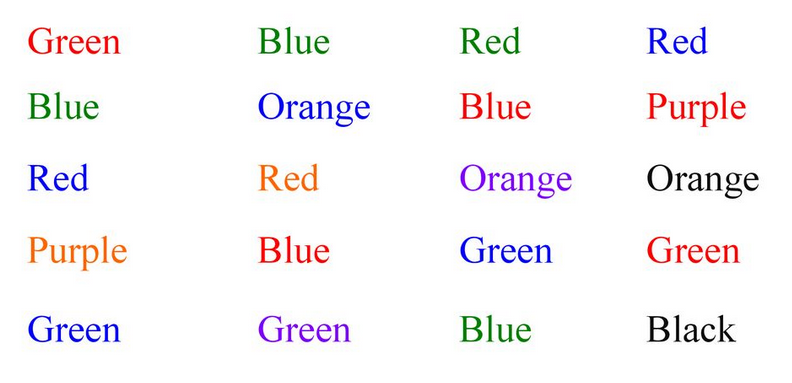 Green Blue Red Red
Blue Orange Blue Purple
Red Red Orange Orange
Purple Blue Green Green
Green Green Blue Black